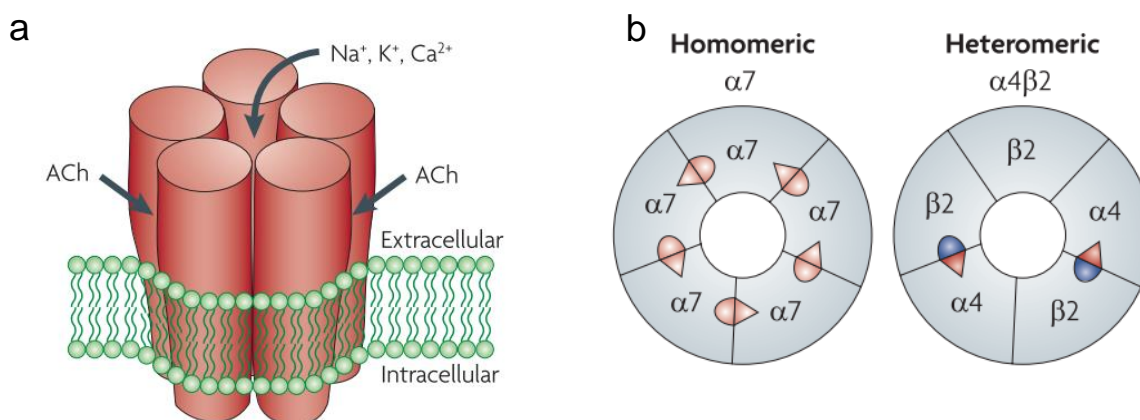 a
Na⁺, K⁺, Ca²⁺
ACh
ACh
Extracellular
Intracellular
b
Homomeric
α7
α7
α7
α7
α7
α7
Heteromeric
α4β2
β2
β2
α4
α4
β2